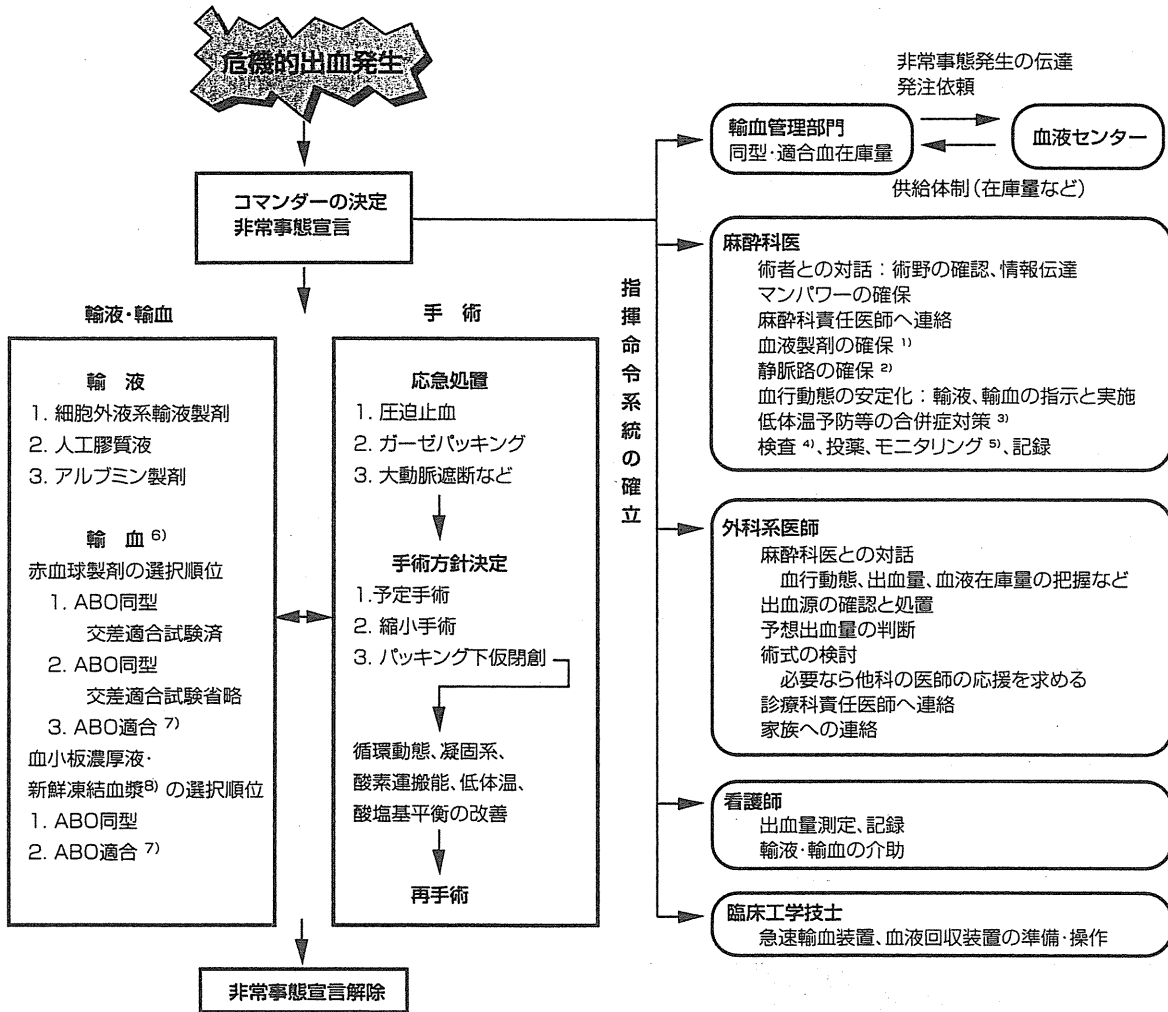 危機的出血発生
コマンダーの決定
非常事態宣言
輸液・輸血
輸 液
1. 細胞外液系輸液製剤
2. 人工膠質液
3. アルブミン製剤
輸 血 6)
赤血球製剤の選択順位
1. ABO同型
交差適合試験済
2. ABO同型
交差適合試験省略
3. ABO適合 7)
血小板濃厚液・
新鮮凍結血漿8) の選択順位
1. ABO同型
2. ABO適合 7)
手 術
応急処置
1. 圧迫止血
2. ガーゼパッキング
3. 大動脈遮断など
手術方針決定
1.予定手術
2. 縮小手術
3. パッキング下仮閉創
循環動態、凝固系、
酸素運搬能、低体温、
酸塩基平衡の改善
再手術
非常事態宣言解除
指揮命令系統の確立
非常事態発生の伝達
発注依頼
輸血管理部門
同型・適合血在庫量
血液センター
供給体制(在庫量など)
麻酔科医
術者との対話:術野の確認、情報伝達
マンパワーの確保
麻酔科責任医師へ連絡
血液製剤の確保 1)
静脈路の確保 2)
血行動態の安定化:輸液、輸血の指示と実施
低体温予防等の合併症対策 3)
検査 4)、投薬、モニタリング 5)、記録
外科系医師
麻酔科医との対話
血行動態、出血量、血液在庫量の把握など
出血源の確認と処置
予想出血量の判断
術式の検討
必要なら他科の医師の応援を求める
診療科責任医師へ連絡
家族への連絡
看護師
出血量測定、記録
輸液・輸血の介助
臨床工学技士
急速輸血装置、血液回収装置の準備・操作